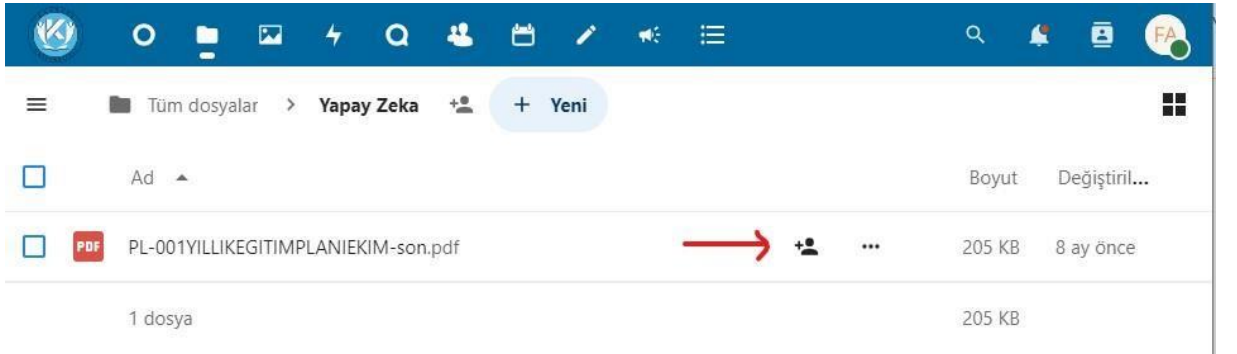 K
FA
Tüm dosyalar > Yapay Zeka + Yeni
Ad Boyut Değiştiril...
PDF PL-001YILLIKEGITIMPLANIEKIM-son.pdf 205 KB 8 ay önce
1 dosya 205 KB